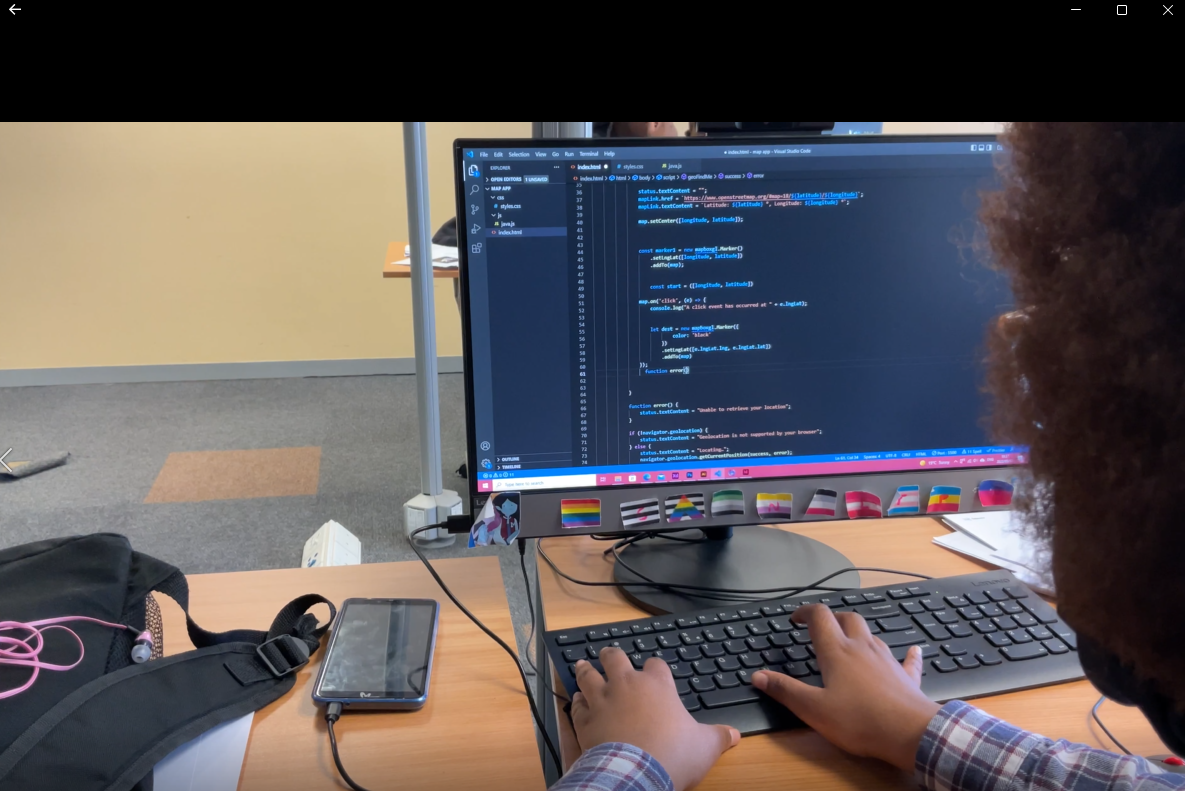 File Edit Selection View Go Run Terminal Help
index.html - map app - Visual Studio Code
EXPLORER
index.html
styles.css
java.js
OPEN EDITORS 1 UNSAVED
index.html > html > body > script > geoFindMe > success > error
MAP APP
css
styles.css
js
java.js
index.html
status.textContent = "";
mapLink.href = `https://www.openstreetmap.org/#map=18/${latitude}/${longitude}`;
mapLink.textContent = `Latitude: ${latitude} °, Longitude: ${longitude} °`;
map.setCenter([longitude, latitude]);
const marker1 = new mapboxgl.Marker()
.setLngLat([longitude, latitude])
.addTo(map);
const start = ([longitude, latitude])
map.on('click', (e) => {
console.log("A click event has occurred at " + e.lngLat);
let dest = new mapboxgl.Marker({
color: "black"
})
.setLngLat([e.lngLat.lng, e.lngLat.lat])
.addTo(map)
});
function error()
}
function error() {
status.textContent = "Unable to retrieve your location";
}
if (!navigator.geolocation) {
status.textContent = "Geolocation is not supported by your browser";
} else {
status.textContent = "Locating…";
navigator.geolocation.getCurrentPosition(success, error);
OUTLINE
TIMELINE
Spaces: 4 UTF-8 CRLF HTML
Type here to search